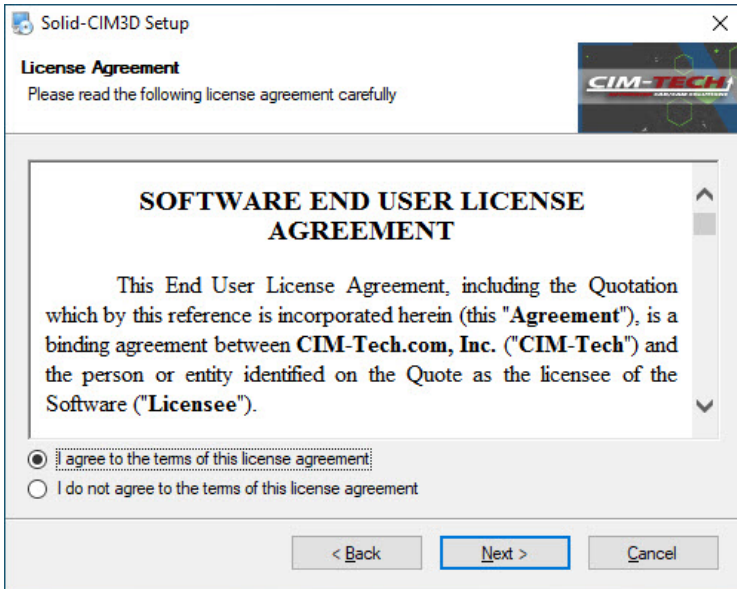 Solid-CIM3D Setup
License Agreement
Please read the following license agreement carefully
CIM-TECH
CAD/CAM SOLUTIONS
SOFTWARE END USER LICENSE
AGREEMENT
This End User License Agreement, including the Quotation
which by this reference is incorporated herein (this "Agreement"), is a
binding agreement between CIM-Tech.com, Inc. ("CIM-Tech") and
the person or entity identified on the Quote as the licensee of the
Software ("Licensee").
I agree to the terms of this license agreement
I do not agree to the terms of this license agreement
< Back
Next >
Cancel